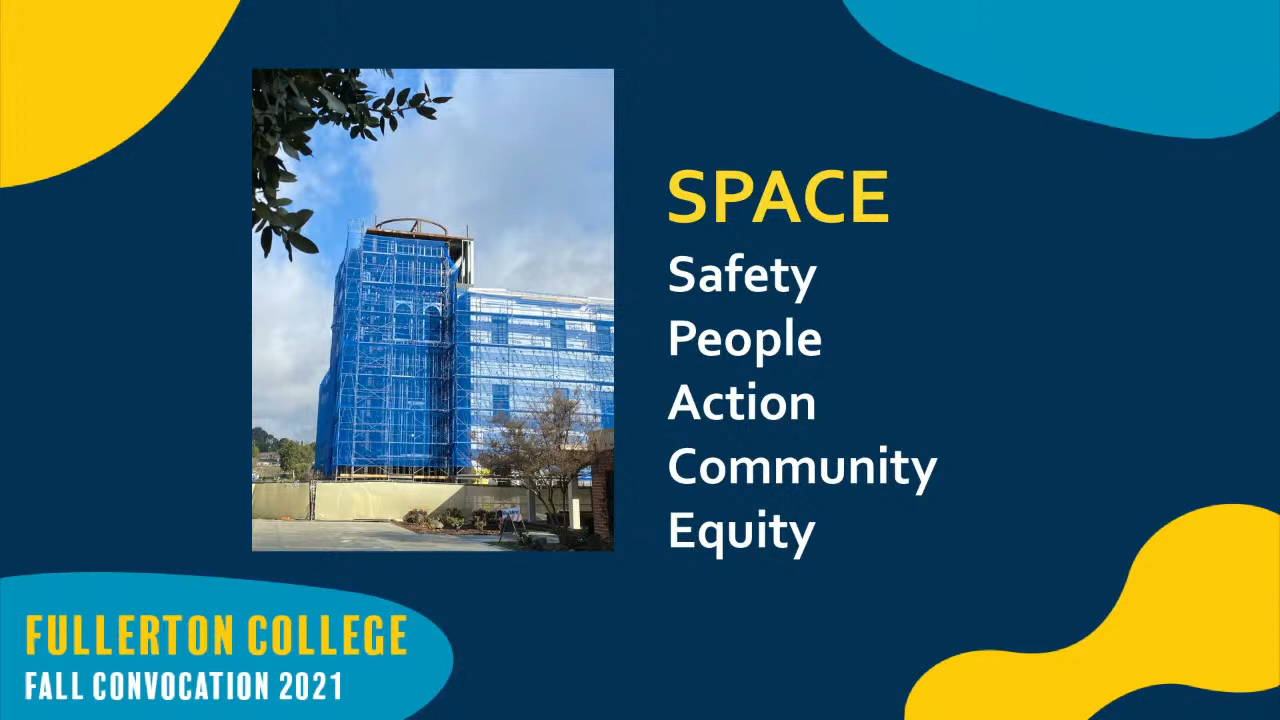 SPACE
Safety
People
Action
Community
Equity
FULLERTON COLLEGE
FALL CONVOCATION 2021